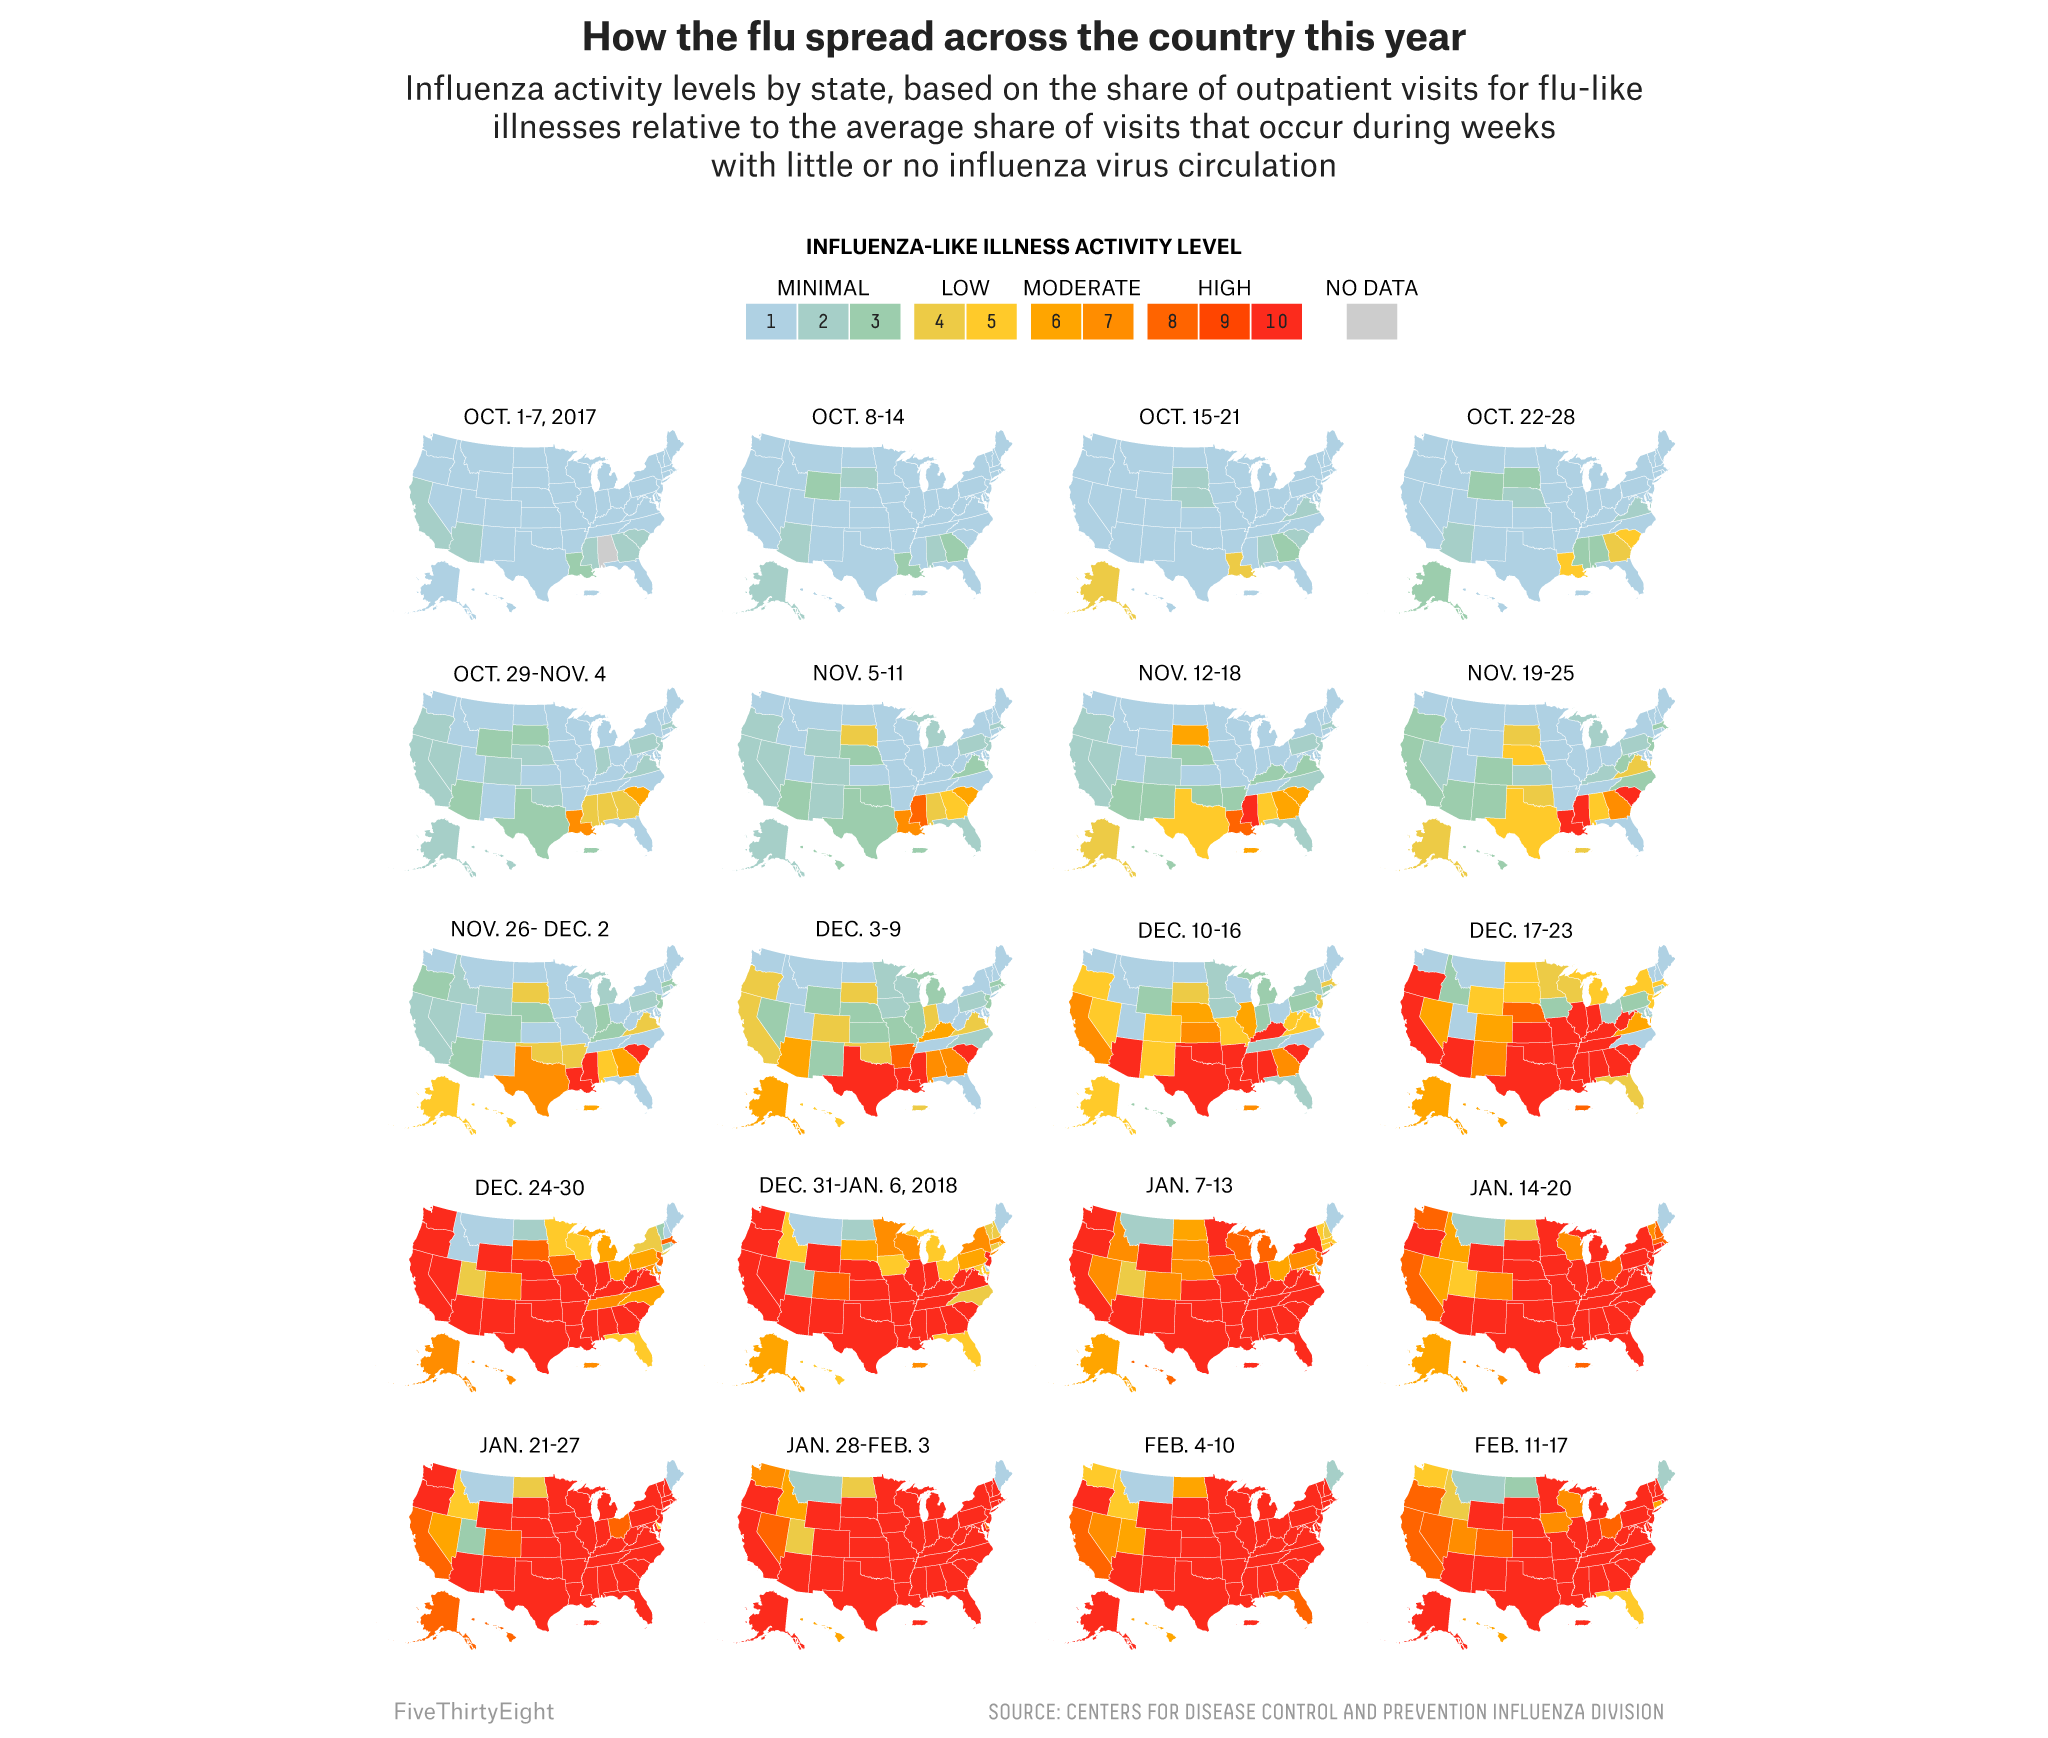 How the flu spread across the country this year
Influenza activity levels by state, based on the share of outpatient visits for flu-like
illnesses relative to the average share of visits that occur during weeks
with little or no influenza virus circulation
INFLUENZA-LIKE ILLNESS ACTIVITY LEVEL
MINIMAL LOW MODERATE HIGH NO DATA
1 2 3 4 5 6 7 8 9 10
OCT. 1-7, 2017 OCT. 8-14 OCT. 15-21 OCT. 22-28
OCT. 29-NOV. 4 NOV. 5-11 NOV. 12-18 NOV. 19-25
NOV. 26- DEC. 2 DEC. 3-9 DEC. 10-16 DEC. 17-23
DEC. 24-30 DEC. 31-JAN. 6, 2018 JAN. 7-13 JAN. 14-20
JAN. 21-27 JAN. 28-FEB. 3 FEB. 4-10 FEB. 11-17
FiveThirtyEight SOURCE: CENTERS FOR DISEASE CONTROL AND PREVENTION INFLUENZA DIVISION